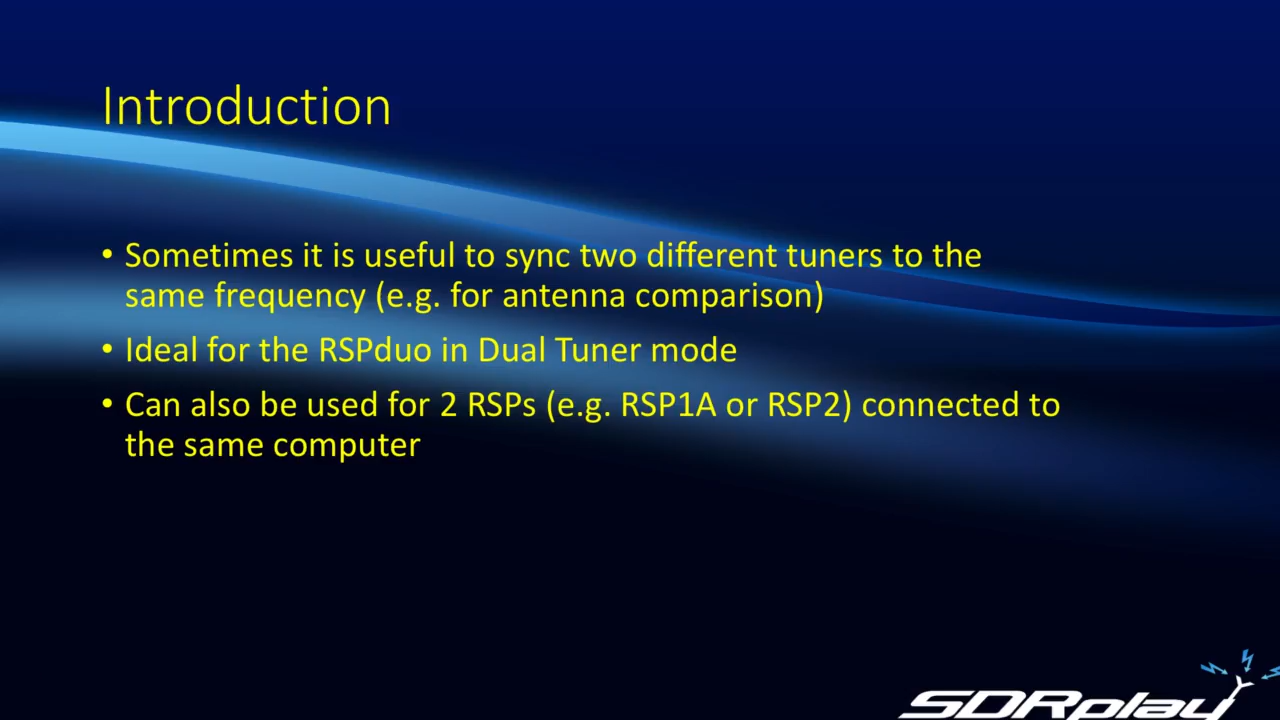 Introduction
• Sometimes it is useful to sync two different tuners to the
same frequency (e.g. for antenna comparison)
• Ideal for the RSPduo in Dual Tuner mode
• Can also be used for 2 RSPs (e.g. RSP1A or RSP2) connected to
the same computer
SDRplay